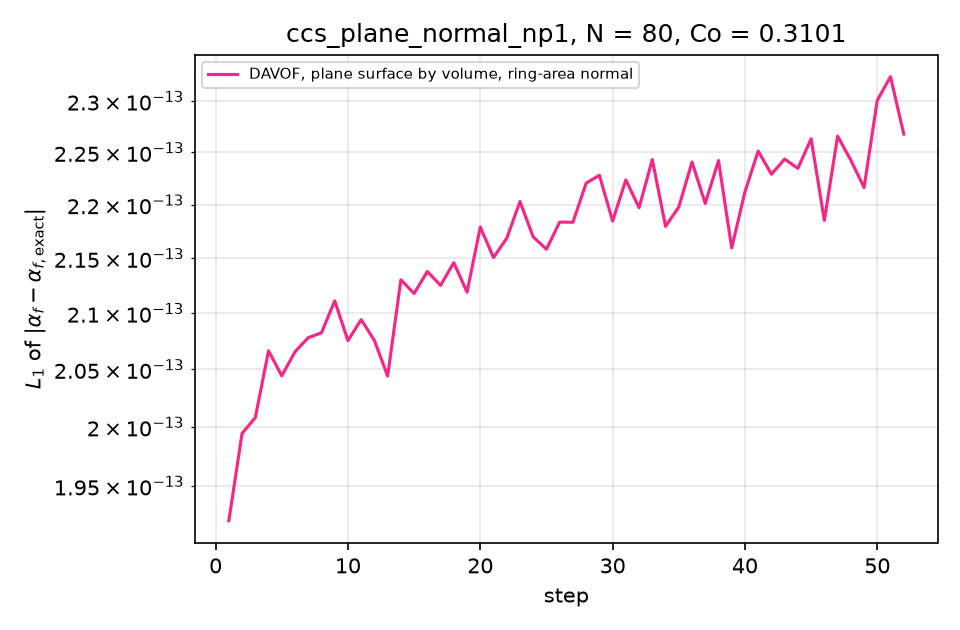 ccs_plane_normal_np1, N = 80, Co = 0.3101
DAVOF, plane surface by volume, ring-area normal
L₁ of |α_f − α_{f, exact}|
2.3 × 10⁻¹³
2.25 × 10⁻¹³
2.2 × 10⁻¹³
2.15 × 10⁻¹³
2.1 × 10⁻¹³
2.05 × 10⁻¹³
2 × 10⁻¹³
1.95 × 10⁻¹³
0 10 20 30 40 50
step